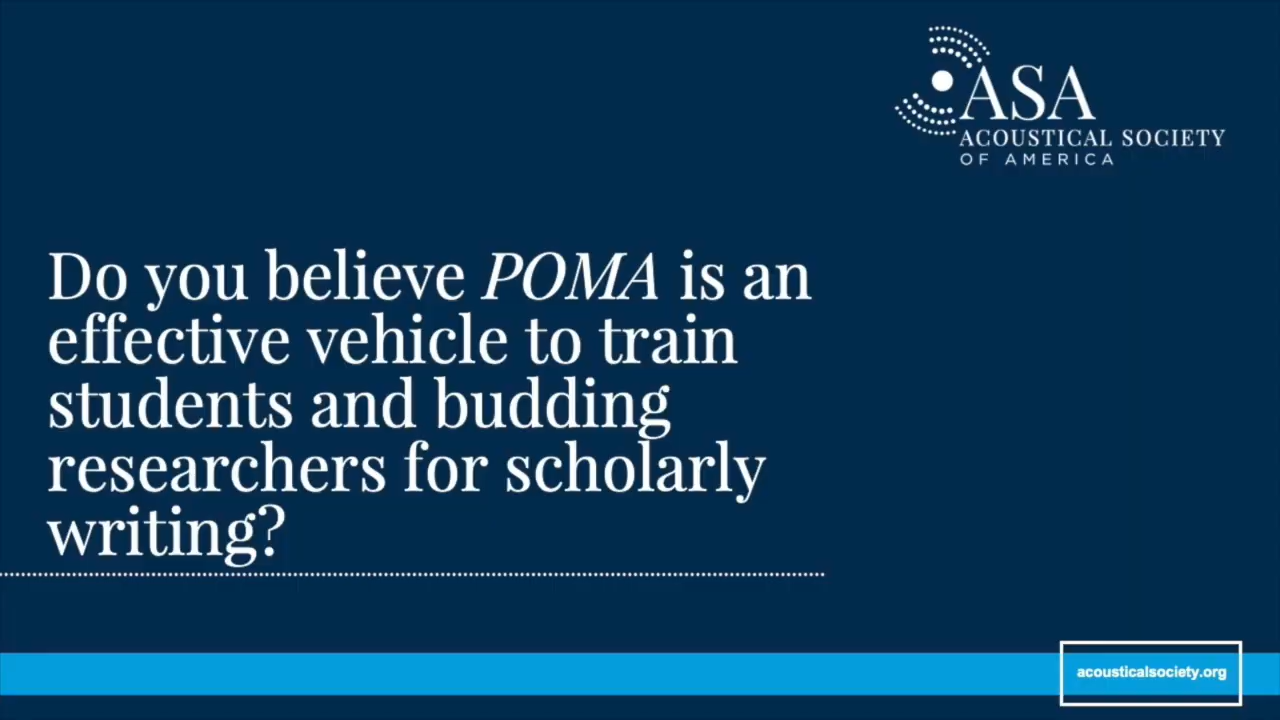 ASA
ACOUSTICAL SOCIETY
OF AMERICA
Do you believe POMA is an
effective vehicle to train
students and budding
researchers for scholarly
writing?
acousticalsociety.org